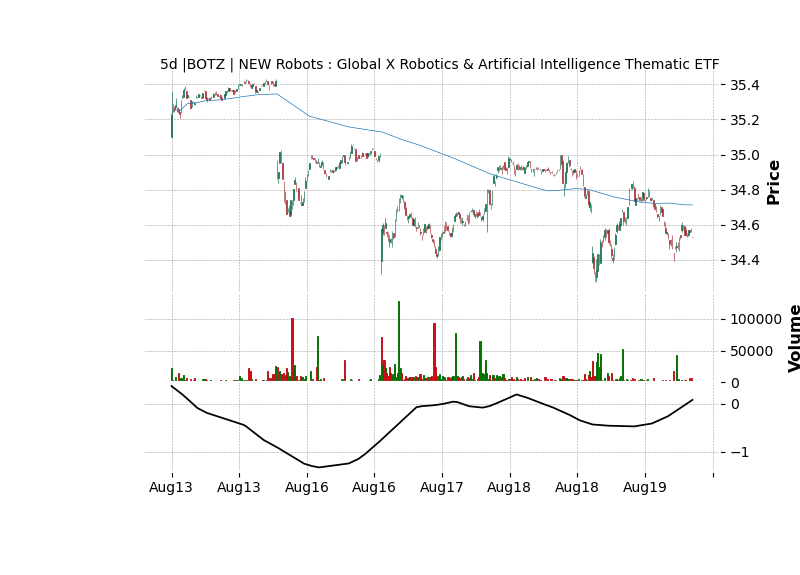 5d |BOTZ | NEW Robots : Global X Robotics & Artificial Intelligence Thematic ETF
35.4
35.2
35.0
34.8
34.6
34.4
Price
100000
50000
0
Volume
0
−1
Aug13 Aug13 Aug16 Aug16 Aug17 Aug18 Aug18 Aug19